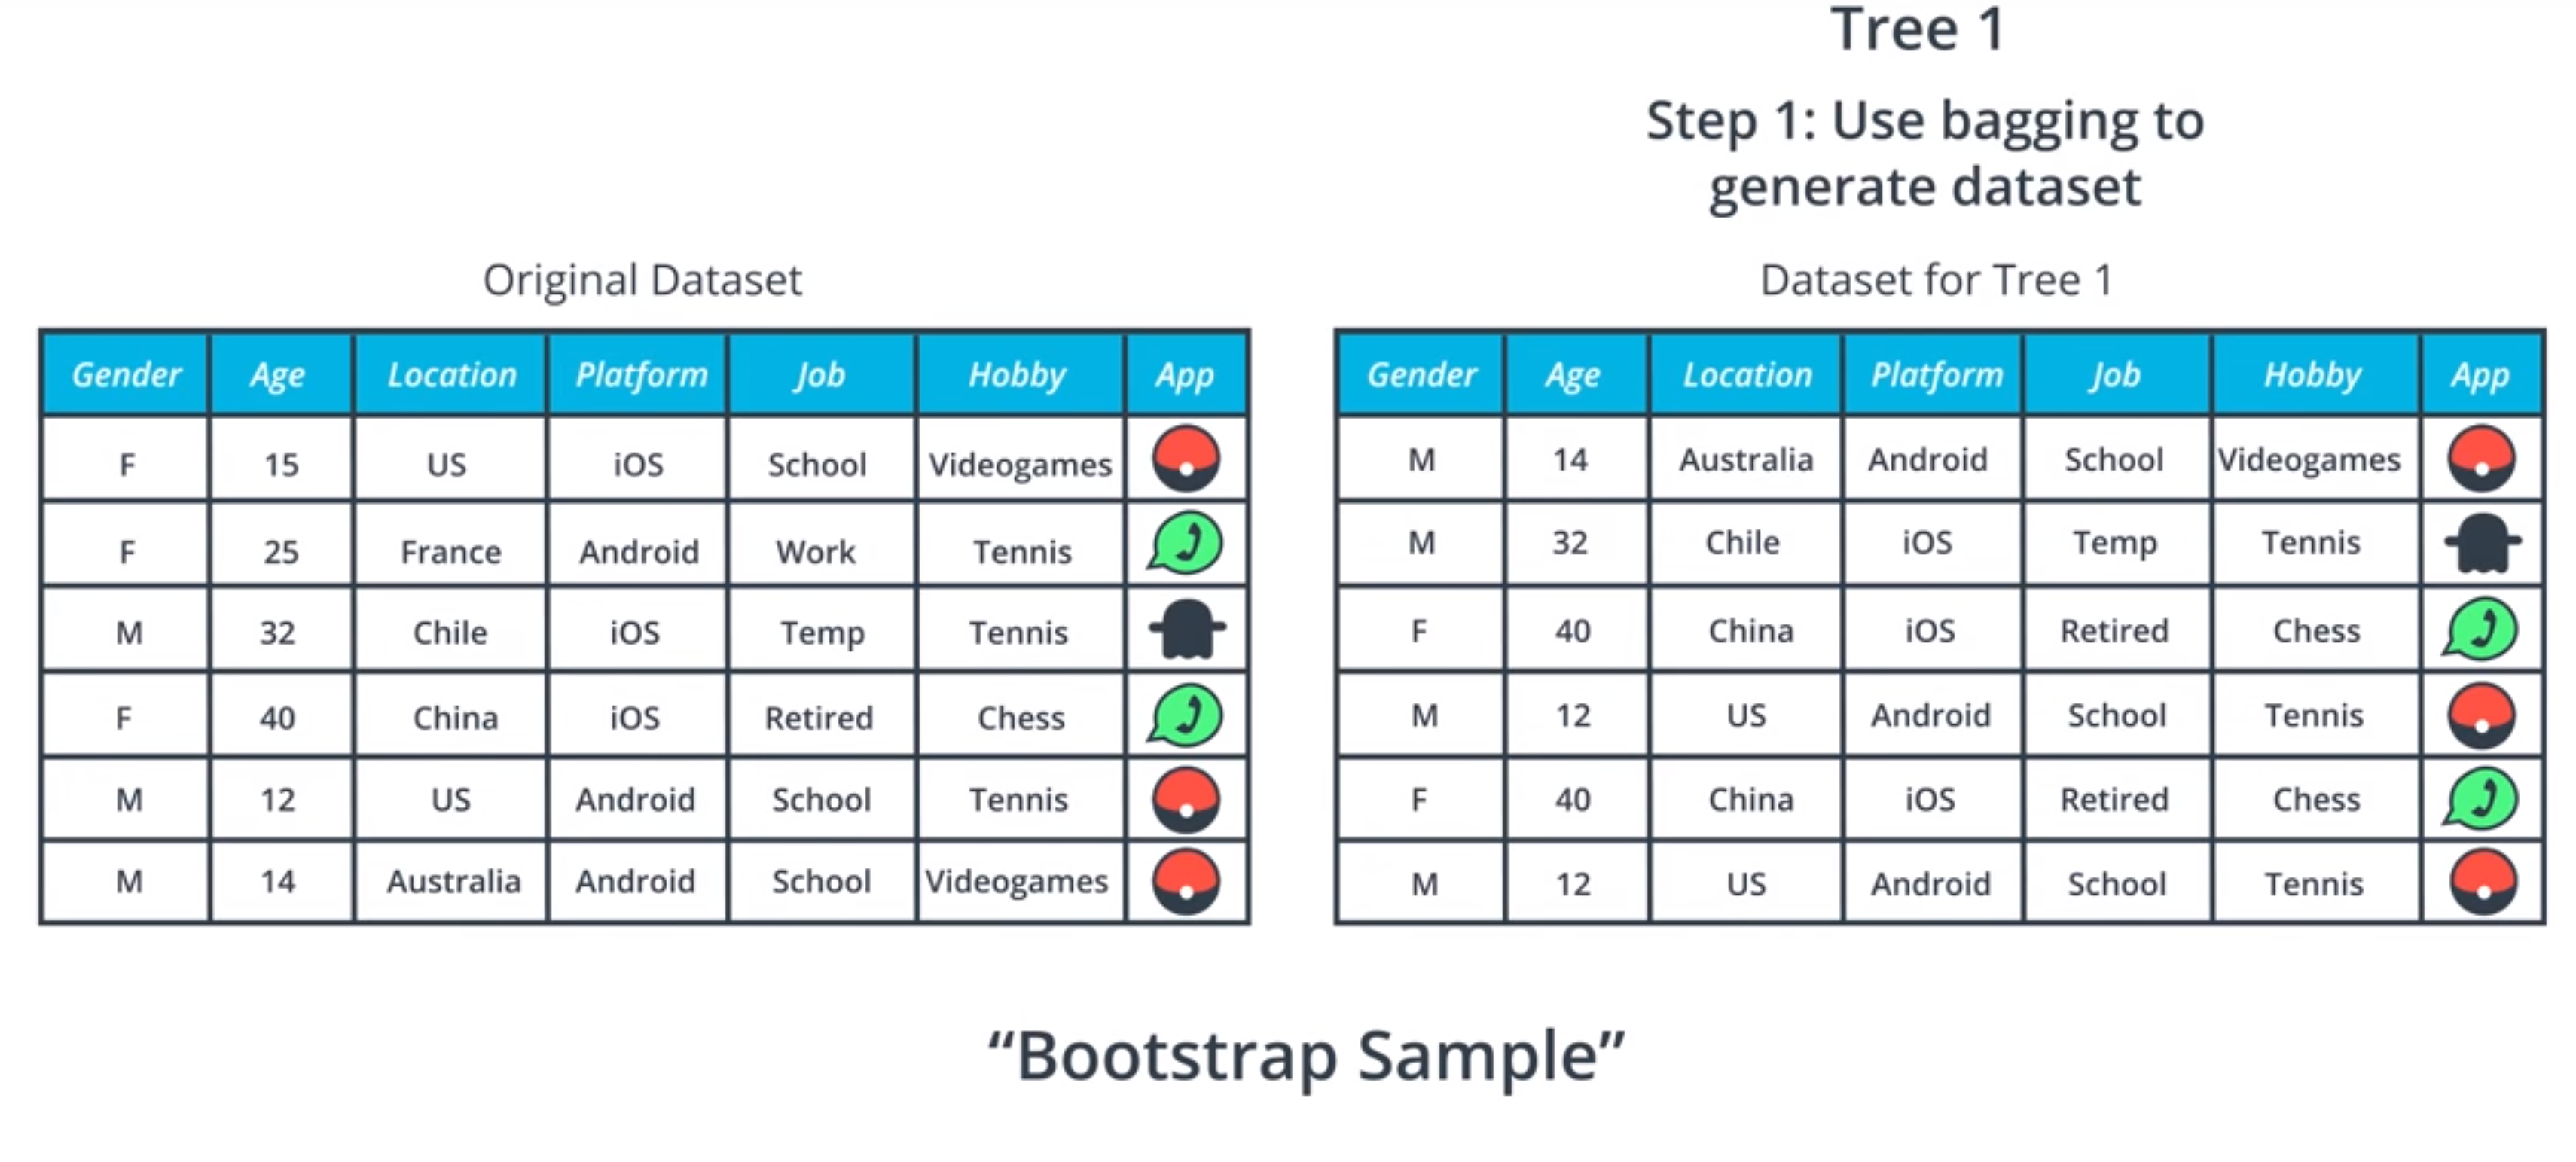 Tree 1
Step 1: Use bagging to
generate dataset
Original Dataset
Gender Age Location Platform Job Hobby App
F 15 US iOS School Videogames
F 25 France Android Work Tennis
M 32 Chile iOS Temp Tennis
F 40 China iOS Retired Chess
M 12 US Android School Tennis
M 14 Australia Android School Videogames
Dataset for Tree 1
Gender Age Location Platform Job Hobby App
M 14 Australia Android School Videogames
M 32 Chile iOS Temp Tennis
F 40 China iOS Retired Chess
M 12 US Android School Tennis
F 40 China iOS Retired Chess
M 12 US Android School Tennis
“Bootstrap Sample”